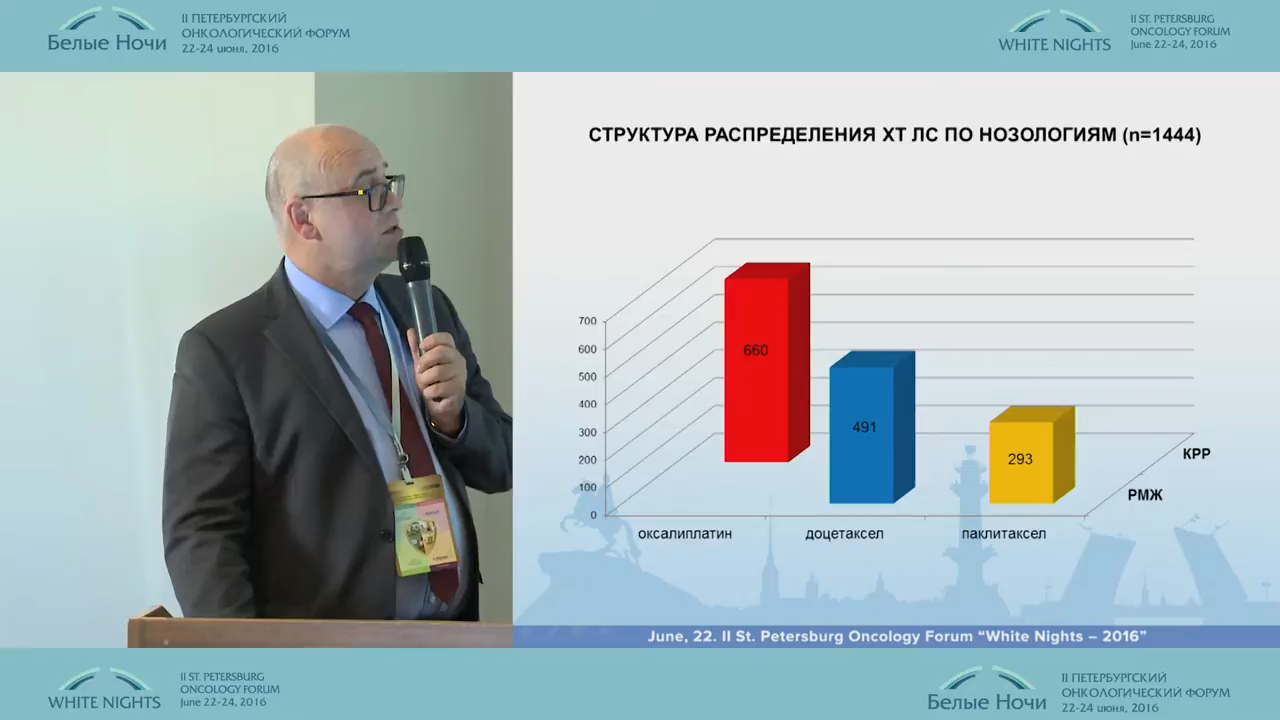 Белые Ночи
II ПЕТЕРБУРГСКИЙ
ОНКОЛОГИЧЕСКИЙ ФОРУМ
22-24 июня, 2016
WHITE NIGHTS
II ST. PETERSBURG
ONCOLOGY FORUM
June 22-24, 2016
СТРУКТУРА РАСПРЕДЕЛЕНИЯ ХТ ЛС ПО НОЗОЛОГИЯМ (n=1444)
700
600
500
400
300
200
100
0
660
491
293
КРР
РМЖ
оксалиплатин
доцетаксел
паклитаксел
June, 22. II St. Petersburg Oncology Forum “White Nights – 2016”
WHITE NIGHTS
II ST. PETERSBURG
ONCOLOGY FORUM
June 22-24, 2016
Белые Ночи
II ПЕТЕРБУРГСКИЙ
ОНКОЛОГИЧЕСКИЙ ФОРУМ
22-24 июня, 2016